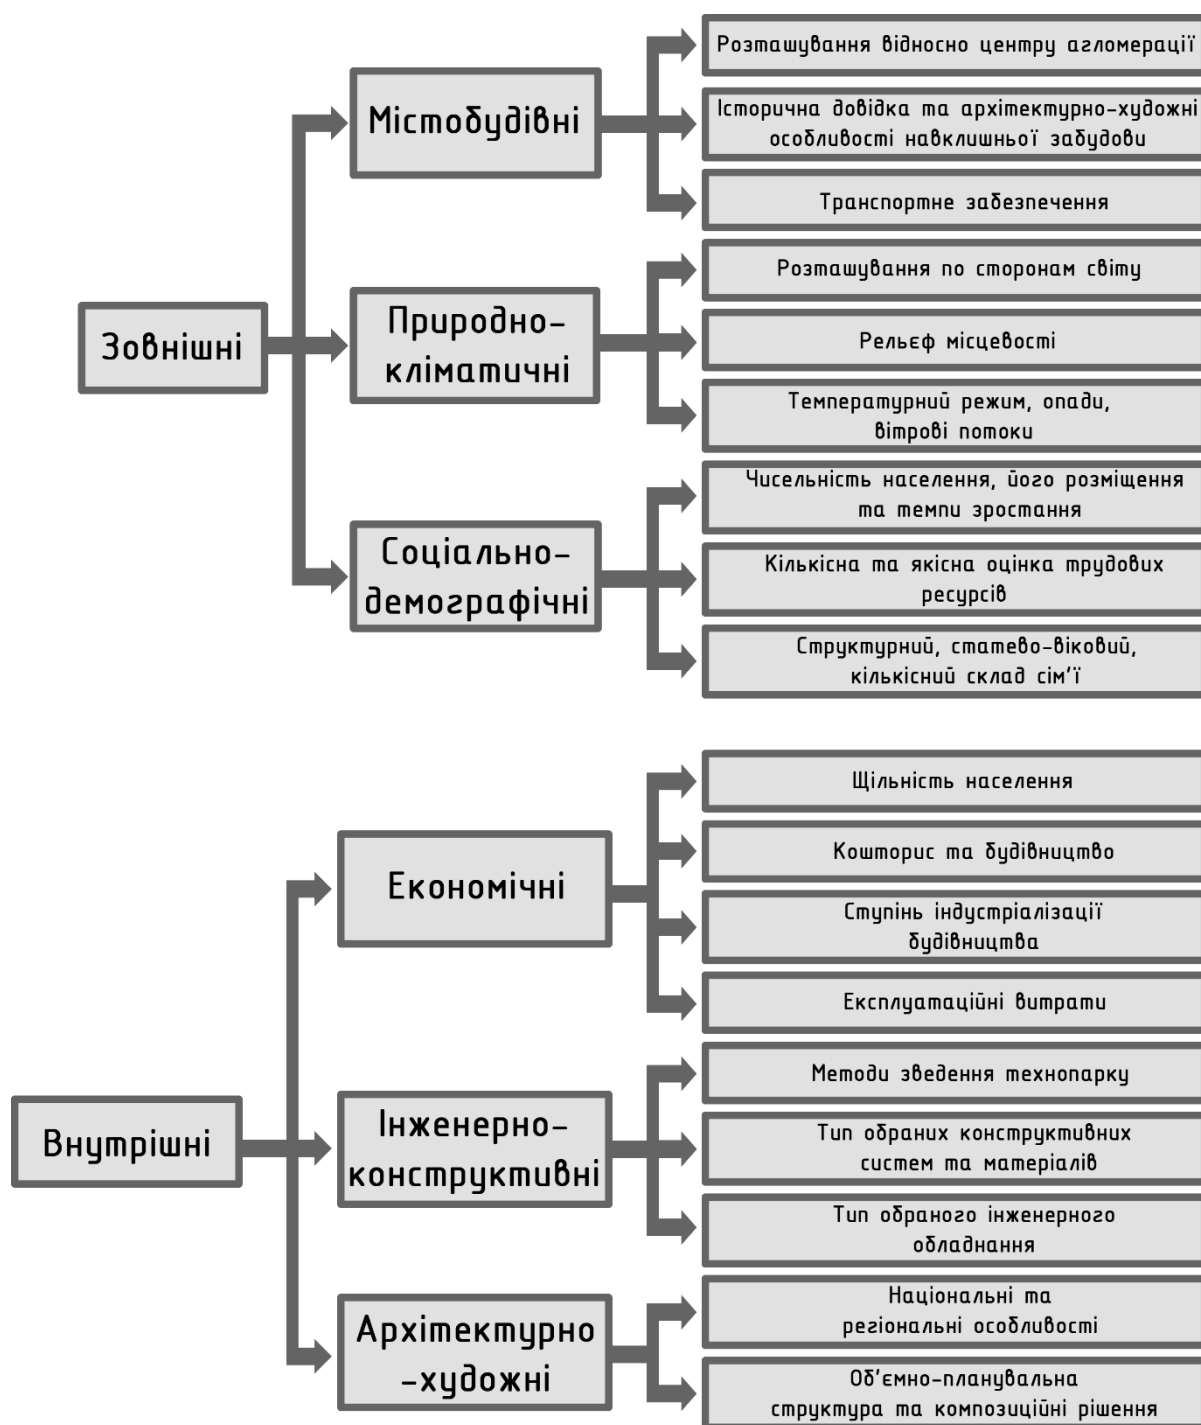 Зовнішні
Містобудівні
Розташування відносно центру агломерації
Історична довідка та архітектурно-художні
особливості навклишньої забудови
Транспортне забезпечення
Природно-
кліматичні
Розташування по сторонам світу
Рельєф місцевості
Температурний режим, опади,
вітрові потоки
Соціально-
демографічні
Чисельність населення, його розміщення
та темпи зростання
Кількісна та якісна оцінка трудових
ресурсів
Структурний, статево-віковий,
кількісний склад сім'ї
Внутрішні
Економічні
Щільність населення
Кошторис та будівництво
Ступінь індустріалізації
будівництва
Експлуатаційні витрати
Інженерно-
конструктивні
Методи зведення технопарку
Тип обраних конструктивних
систем та матеріалів
Тип обраного інженерного
обладнання
Архітектурно
-художні
Національні та
регіональні особливості
Об'ємно-планувальна
структура та композиційні рішення